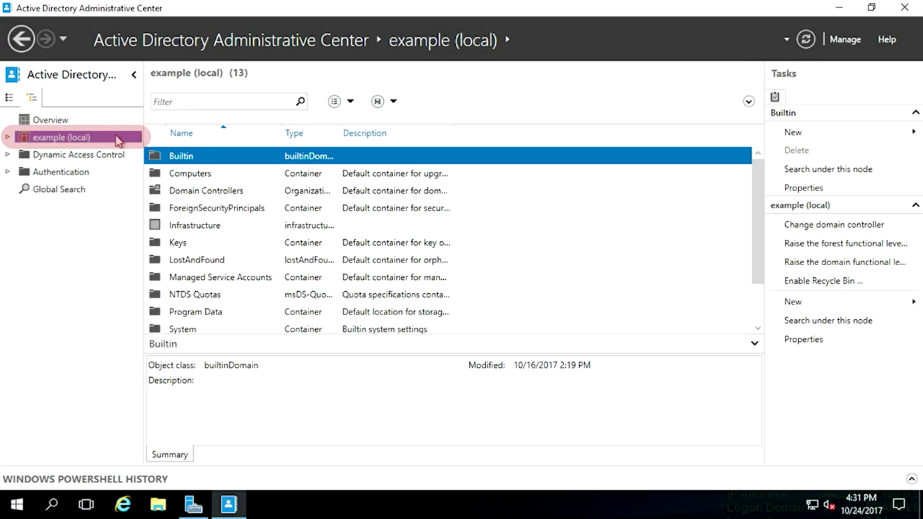 Active Directory Administrative Center
Active Directory Administrative Center ‣ example (local) ‣
Manage
Help
Active Directory...
Overview
example (local)
Dynamic Access Control
Authentication
Global Search
example (local) (13)
Filter
Name Type Description
Builtin builtinDom...
Computers Container Default container for upgr...
Domain Controllers Organizati... Default container for dom...
ForeignSecurityPrincipals Container Default container for secur...
Infrastructure infrastructu...
Keys Container Default container for key o...
LostAndFound lostAndFou... Default container for orph...
Managed Service Accounts Container Default container for man...
NTDS Quotas msDS-Quo... Quota specifications conta...
Program Data Container Default location for storag...
System Container Builtin system settings
Builtin
Object class: builtinDomain Modified: 10/16/2017 2:19 PM
Description:
Summary
Tasks
Builtin
New
Delete
Search under this node
Properties
example (local)
Change domain controller
Raise the forest functional leve...
Raise the domain functional le...
Enable Recycle Bin ...
New
Search under this node
Properties
WINDOWS POWERSHELL HISTORY
Logon Domain
4:31 PM
10/24/2017